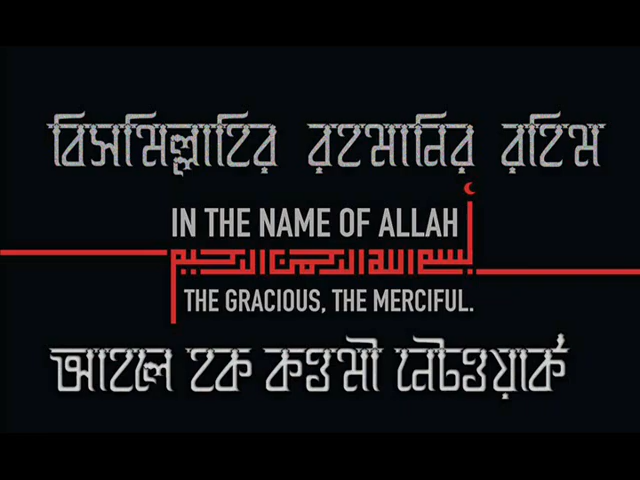 বিসমিল্লাহির রহমানির রহিম
IN THE NAME OF ALLAH
بسم الله الرحمن الرحيم
THE GRACIOUS, THE MERCIFUL.
আহলে হক কওমী নেটওয়ার্ক